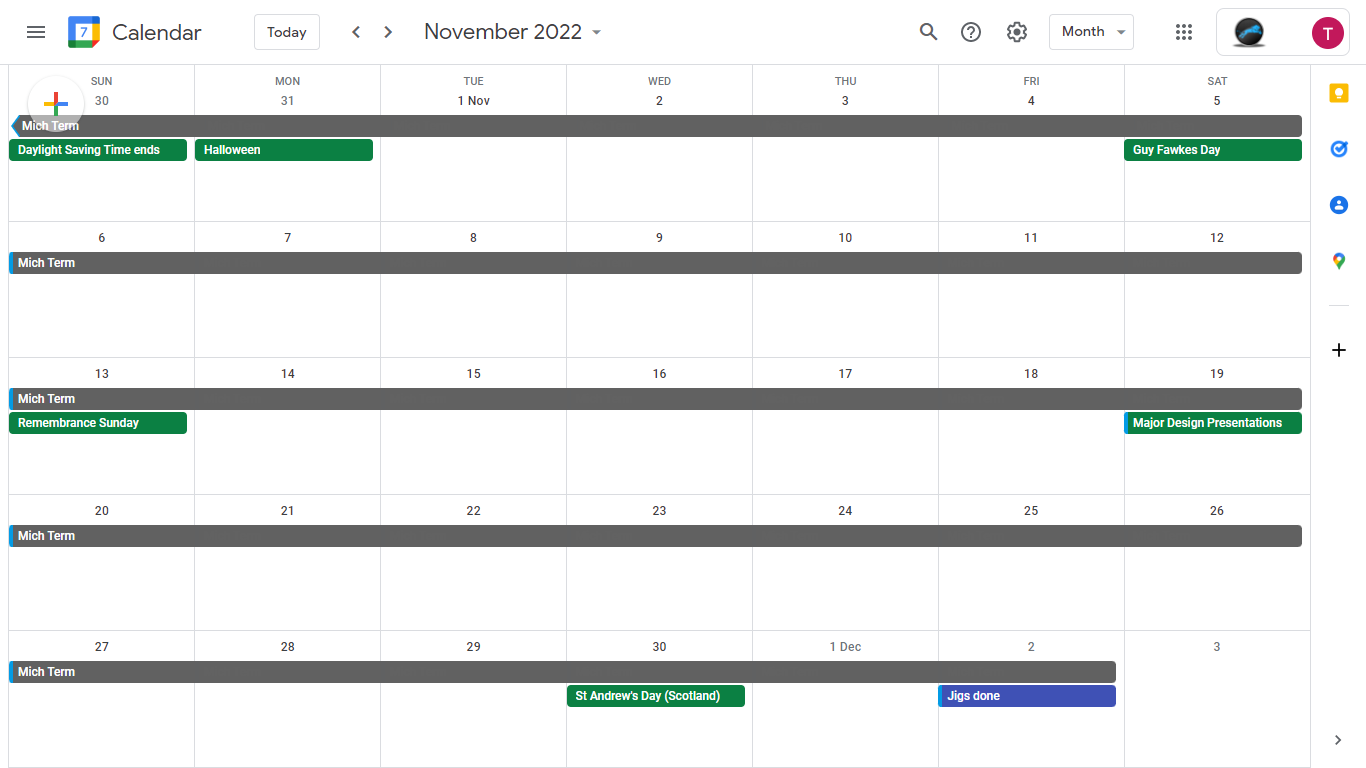 7 Calendar Today November 2022 Month T
SUN MON TUE WED THU FRI SAT
30 31 1 Nov 2 3 4 5
Mich Term
Daylight Saving Time ends Halloween Guy Fawkes Day
6 7 8 9 10 11 12
Mich Term
13 14 15 16 17 18 19
Mich Term
Remembrance Sunday Major Design Presentations
20 21 22 23 24 25 26
Mich Term
27 28 29 30 1 Dec 2 3
Mich Term
St Andrew's Day (Scotland) Jigs done